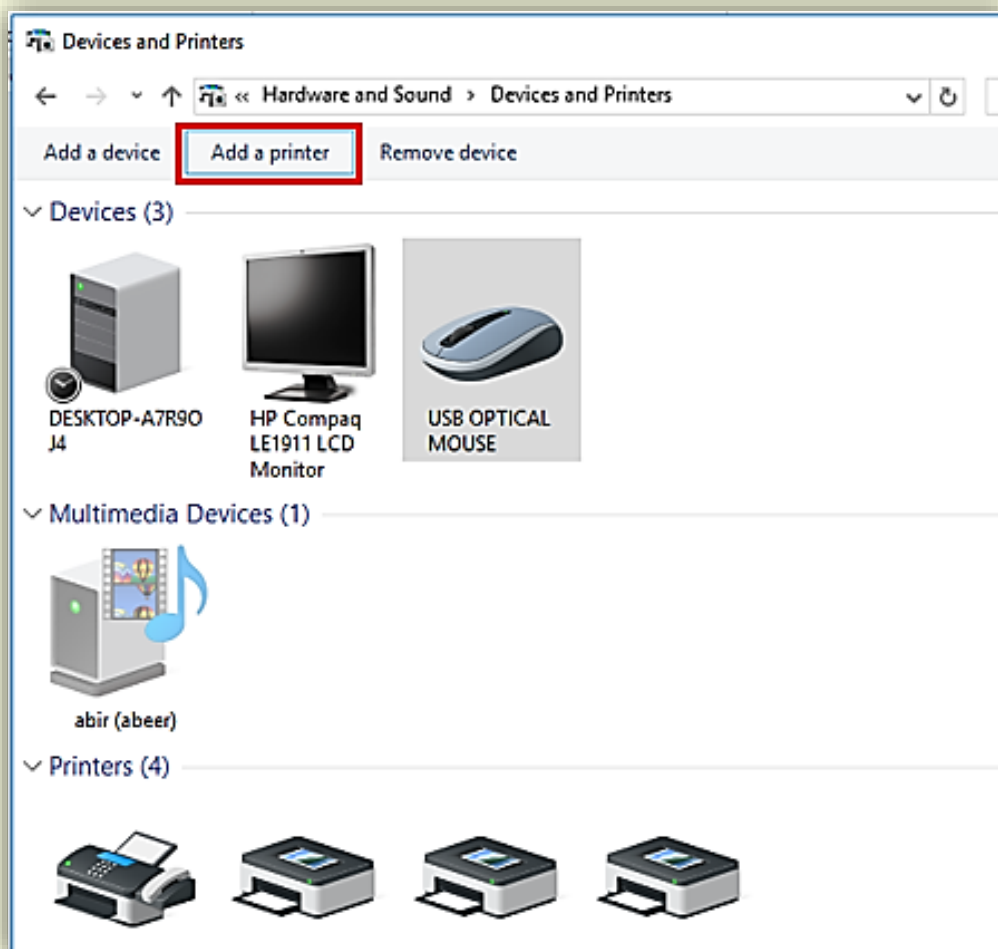 Devices and Printers
« Hardware and Sound › Devices and Printers
Add a device Add a printer Remove device
Devices (3)
DESKTOP-A7R9O
J4
HP Compaq
LE1911 LCD
Monitor
USB OPTICAL
MOUSE
Multimedia Devices (1)
abir (abeer)
Printers (4)